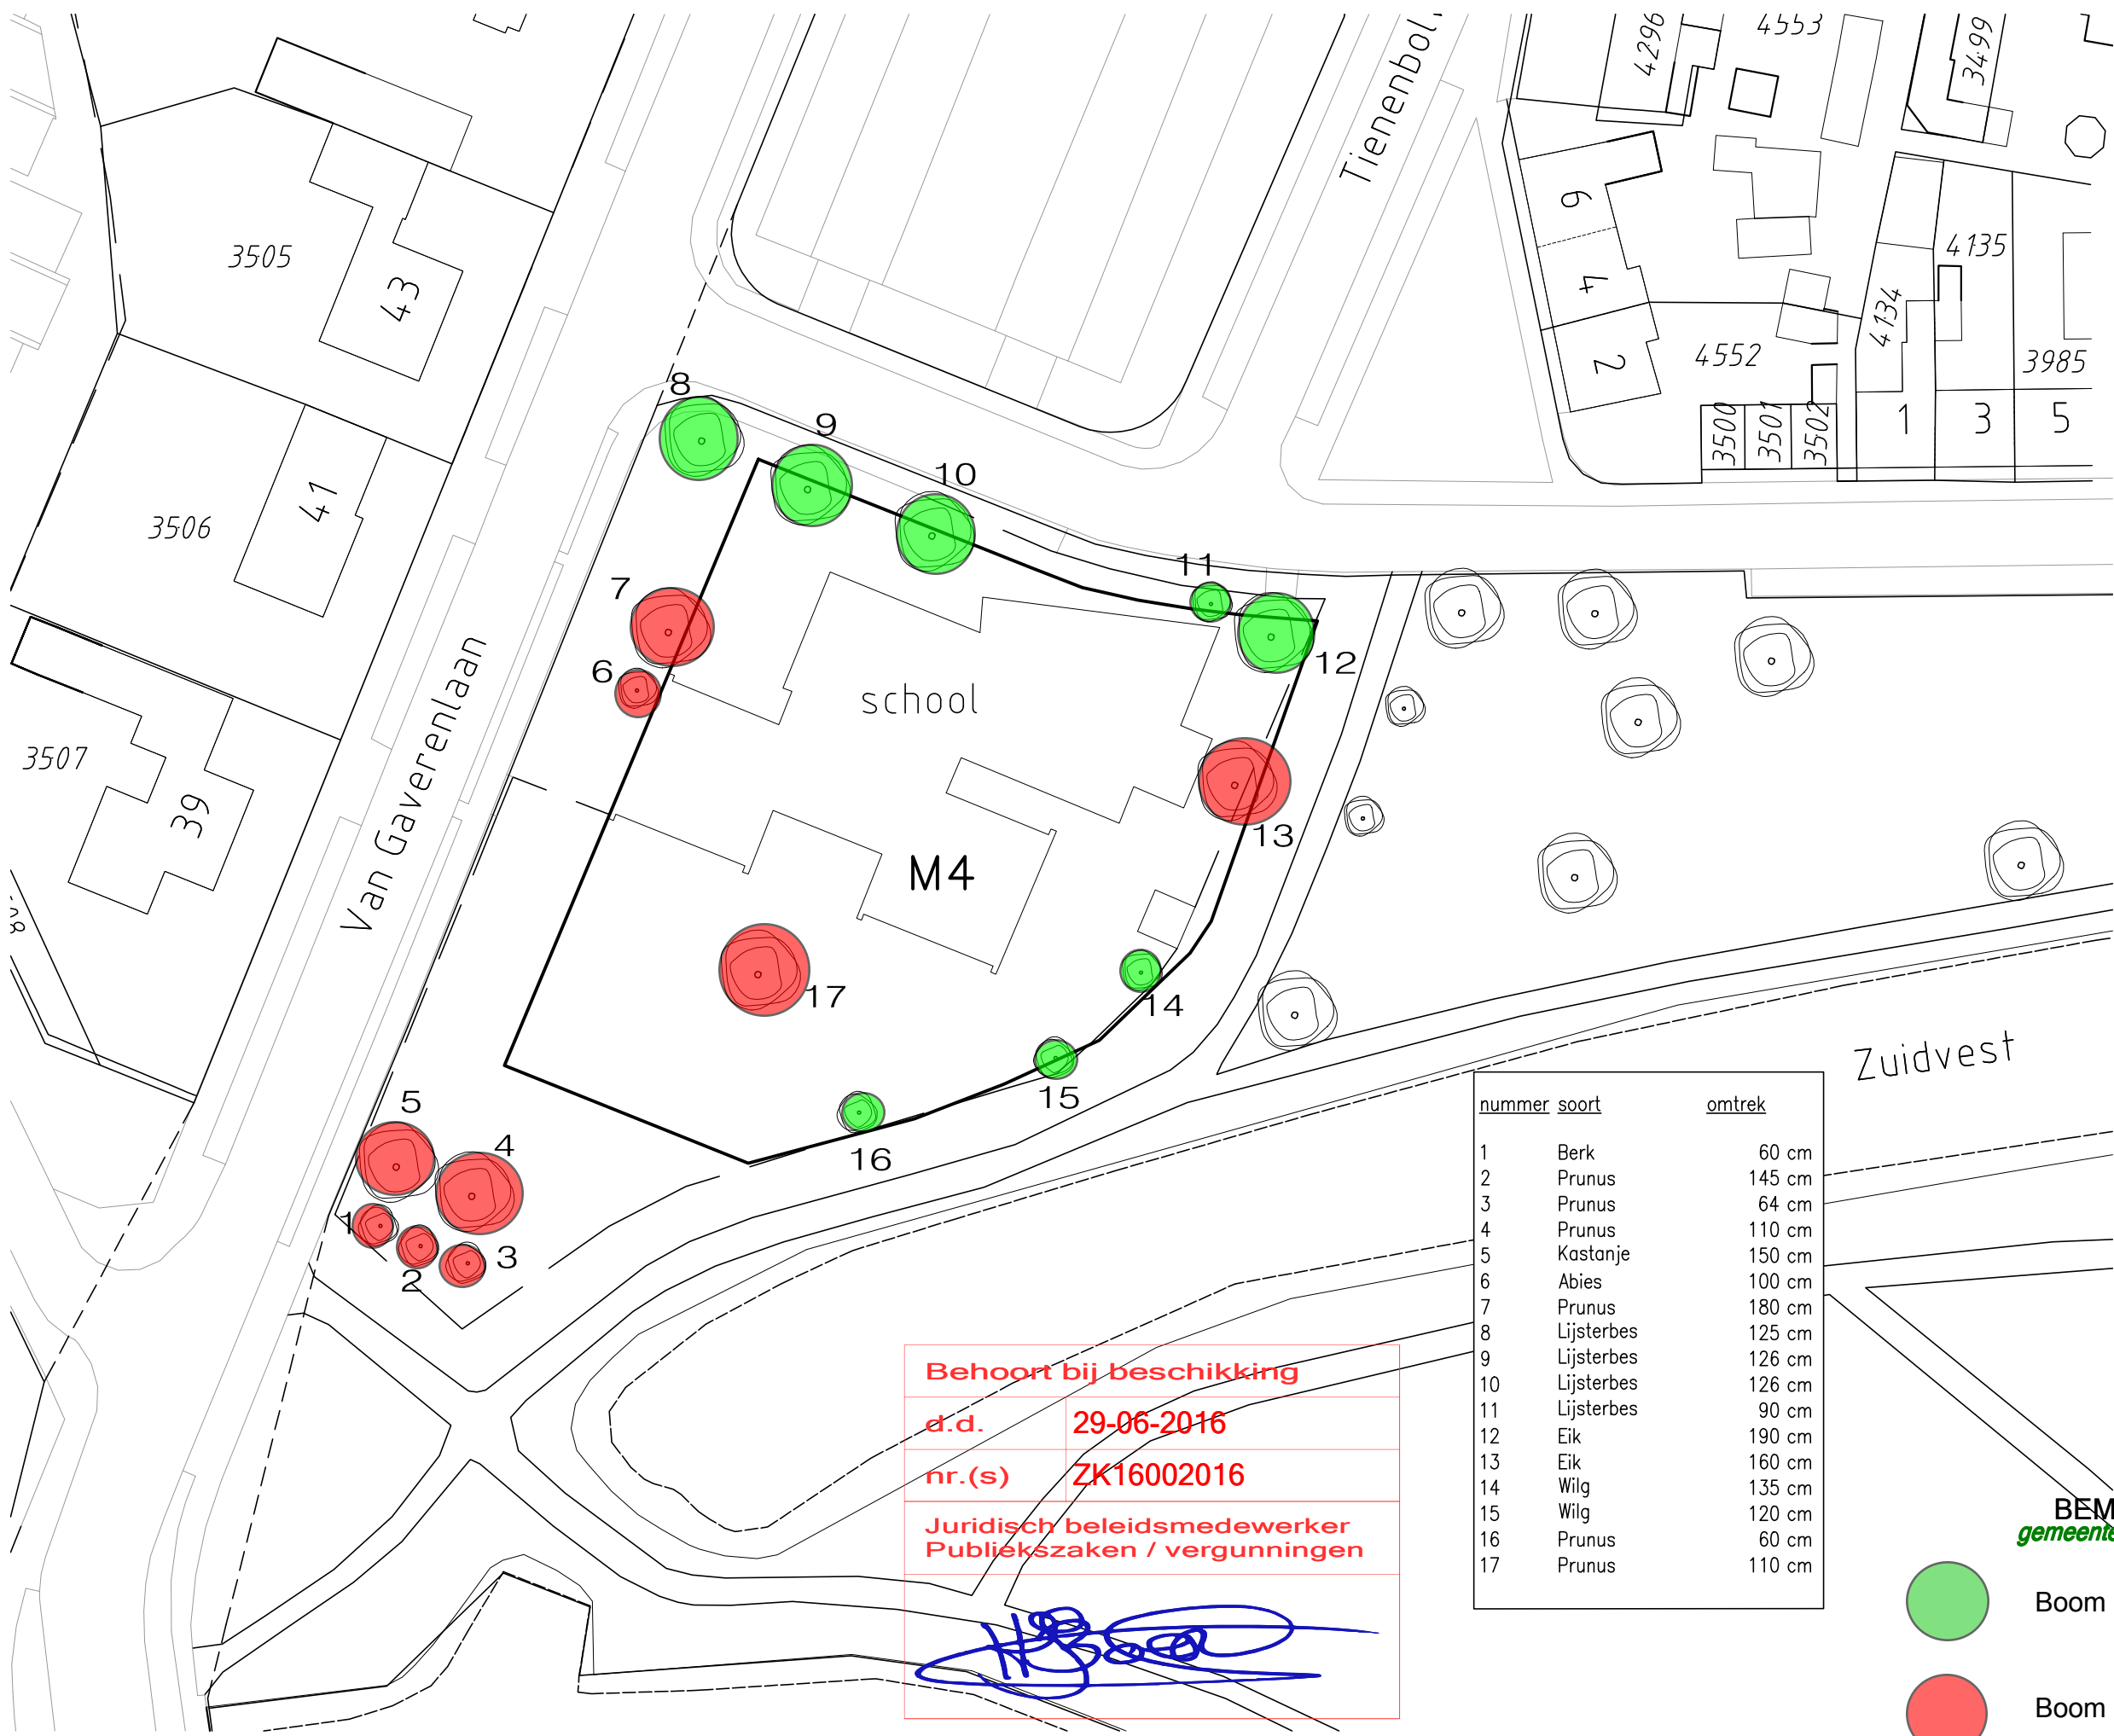 4296
4553
3499
Tienenbol
3505
43
6
4
2
4135
4134
4552
3985
3500
3501
3502
1
3
5
3506
41
8
9
10
11
12
7
6
school
3507
39
Van Gaverenlaan
13
M4
17
14
15
16
Zuidvest
5
4
1
2
3
nummer soort omtrek
1 Berk 60 cm
2 Prunus 145 cm
3 Prunus 64 cm
4 Prunus 110 cm
5 Kastanje 150 cm
6 Abies 100 cm
7 Prunus 180 cm
8 Lijsterbes 125 cm
9 Lijsterbes 126 cm
10 Lijsterbes 126 cm
11 Lijsterbes 90 cm
12 Eik 190 cm
13 Eik 160 cm
14 Wilg 135 cm
15 Wilg 120 cm
16 Prunus 60 cm
17 Prunus 110 cm
Behoort bij beschikking
d.d. 29-06-2016
nr.(s) ZK16002016
Juridisch beleidsmedewerker
Publiekszaken / vergunningen
BEM
gemeente
Boom
Boom